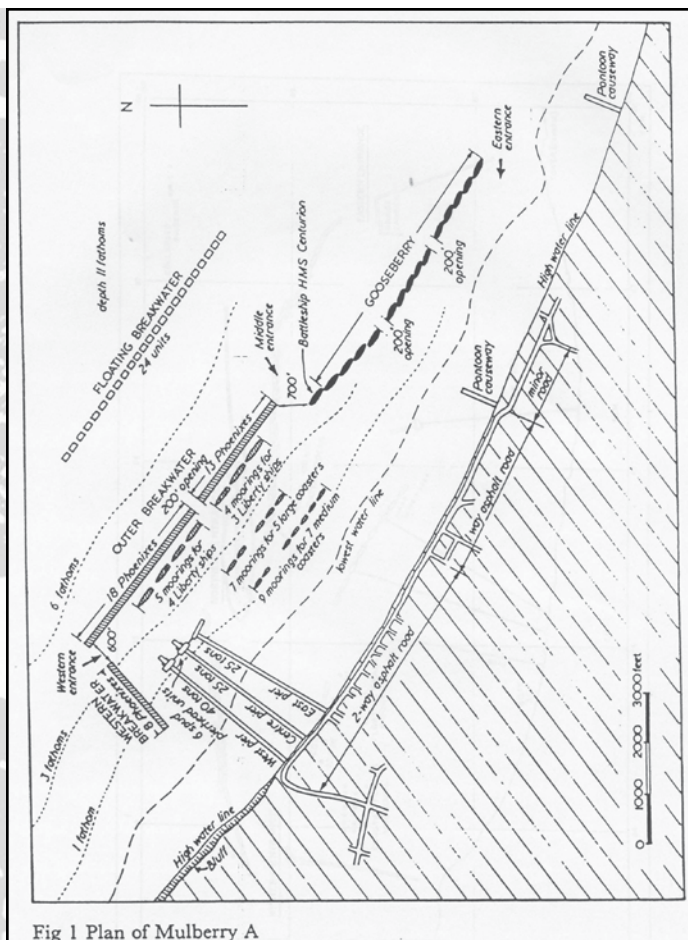 N
Pontoon
causeway
Eastern
entrance
High water line
GOOSEBERRY
200'
opening
200'
opening
Battleship HMS Centurion
Middle
entrance
700'
depth 11 fathoms
FLOATING BREAKWATER
24 units
Pontoon
causeway
minor
road
1 way asphalt road
2-way asphalt road
lowest water line
OUTER BREAKWATER
200' opening
13 Phoenixes
18 Phoenixes
4 moorings for
3 Liberty ships
5 moorings for
4 Liberty ships
7 moorings for 5 large coasters
9 moorings for 7 medium
coasters
6 fathoms
Western
entrance
600'
WESTERN
BREAKWATER
8 Phoenixes
6 spud
pierhead units
40 tons
25 tons
25 tons
West pier
Centre pier
East pier
3 fathoms
1 fathom
High water line
Bluff
0 1000 2000 3000 feet
Fig 1 Plan of Mulberry A